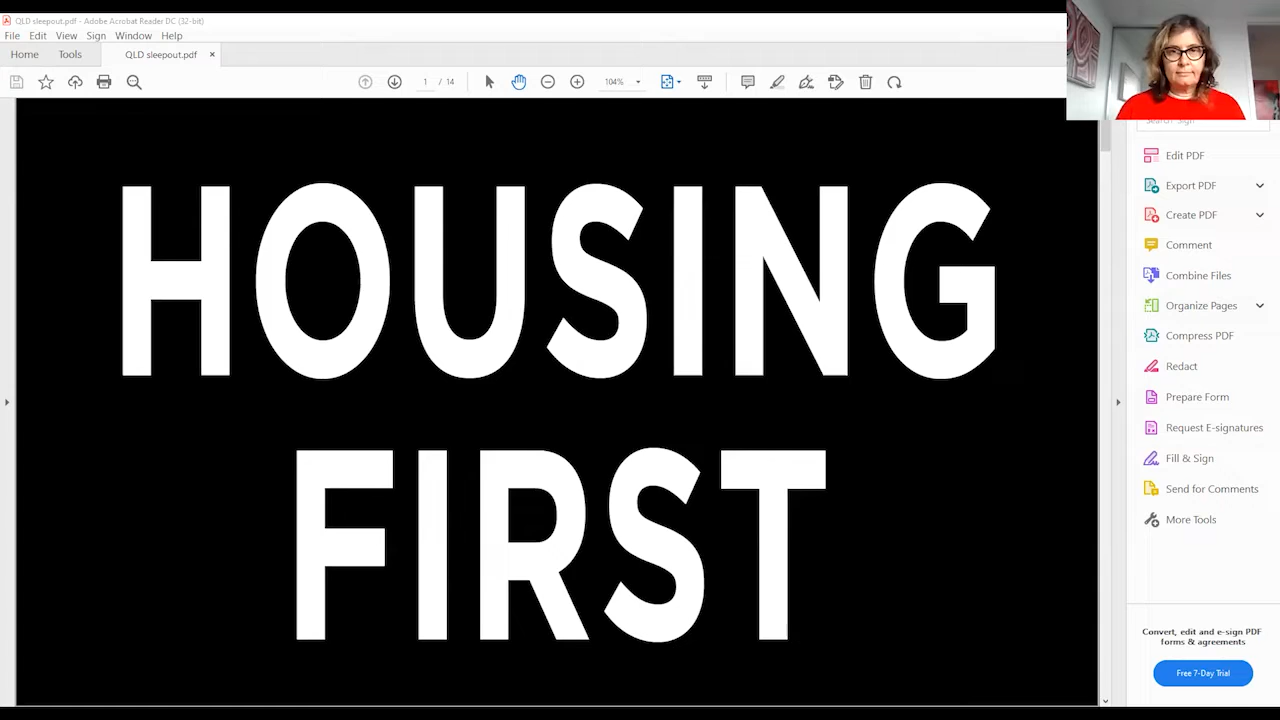 QLD sleepout.pdf - Adobe Acrobat Reader DC (32-bit)
File Edit View Sign Window Help
Home Tools QLD sleepout.pdf ×
1 / 14 104%
HOUSING
FIRST
Search 'Sign'
Edit PDF
Export PDF
Create PDF
Comment
Combine Files
Organize Pages
Compress PDF
Redact
Prepare Form
Request E-signatures
Fill & Sign
Send for Comments
More Tools
Convert, edit and e-sign PDF
forms & agreements
Free 7-Day Trial